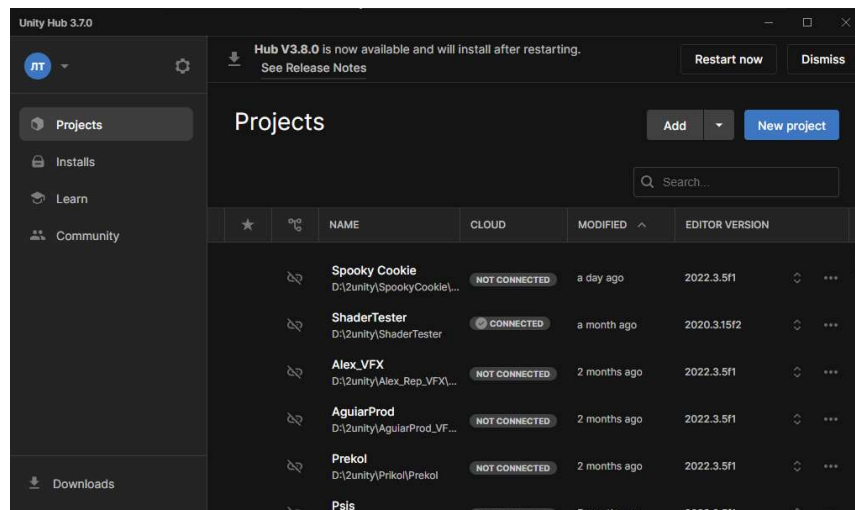 Unity Hub 3.7.0
ЛТ
Hub V3.8.0 is now available and will install after restarting.
See Release Notes
Restart now
Dismiss
Projects
Installs
Learn
Community
Downloads
Projects
Add
New project
Search...
NAME CLOUD MODIFIED EDITOR VERSION
Spooky Cookie
D:\2unity\SpookyCookie\... NOT CONNECTED a day ago 2022.3.5f1
ShaderTester
D:\2unity\ShaderTester CONNECTED a month ago 2020.3.15f2
Alex_VFX
D:\2unity\Alex_Rep_VFX\... NOT CONNECTED 2 months ago 2022.3.5f1
AguiarProd
D:\2unity\AguiarProd_VF... NOT CONNECTED 2 months ago 2022.3.5f1
Prekol
D:\2unity\Prikol\Prekol NOT CONNECTED 2 months ago 2022.3.5f1
Psis